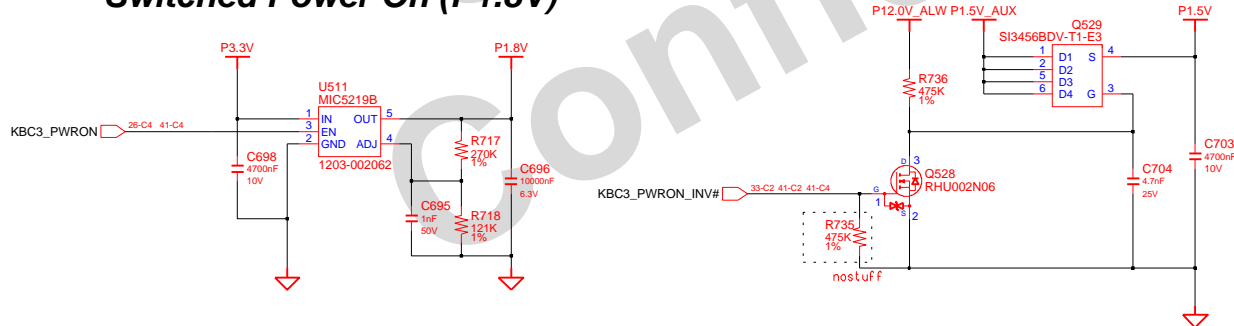 Switched Power On (P1.8V)
P3.3V
P1.8V
U511
MIC5219B
1 IN OUT 5
3 EN
2 GND ADJ 4
1203-002062
KBC3_PWRON
26-C4 41-C4
C698
4700nF
10V
R717
270K
1%
C696
10000nF
6.3V
C695
1nF
50V
R718
121K
1%
P12.0V_ALW
P1.5V_AUX
P1.5V
Q529
SI3456BDV-T1-E3
1 D1 S 4
2 D2
5 D3
6 D4 G 3
R736
475K
1%
D 3
Q528
RHU002N06
G
1
S
2
KBC3_PWRON_INV#
33-C2 41-C2 41-C4
R735
475K
1%
nostuff
C704
4.7nF
25V
C703
4700nF
10V
Confi